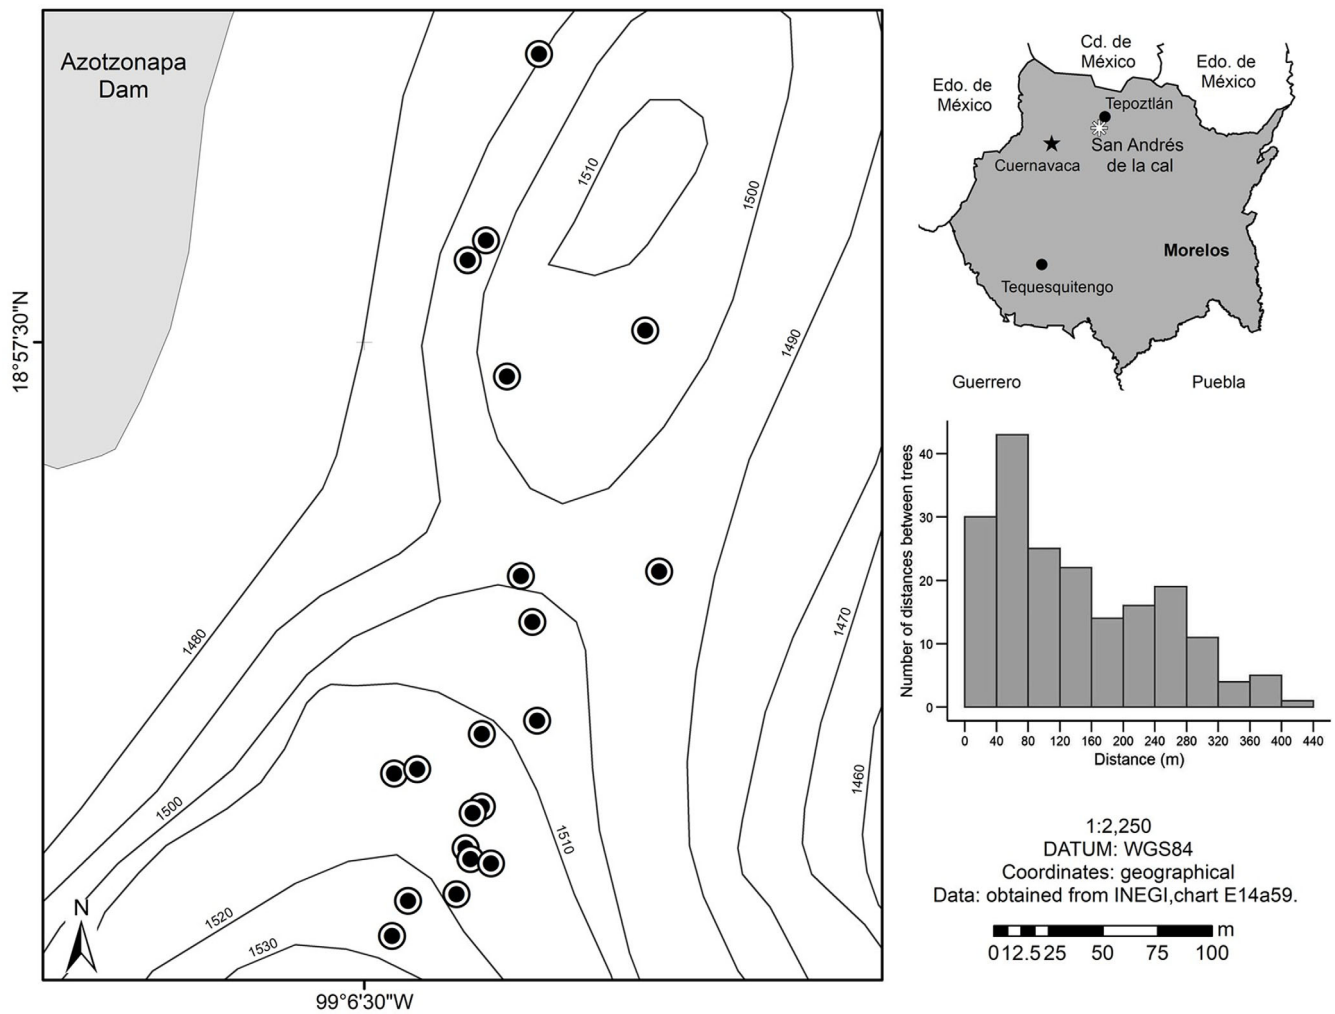 Azotzonapa
Dam
1510
1500
1490
1480
1470
1460
1500
1510
1520
1530
N
18°57'30"N
99°6'30"W
Cd. de
México
Edo. de
México
Edo. de
México
Tepoztlán
San Andrés
de la cal
Cuernavaca
Morelos
Tequesquitengo
Guerrero
Puebla
Number of distances between trees
40
30
20
10
0
0 40 80 120 160 200 240 280 320 360 400 440
Distance (m)
1:2,250
DATUM: WGS84
Coordinates: geographical
Data: obtained from INEGI,chart E14a59.
m
0 12.5 25 50 75 100